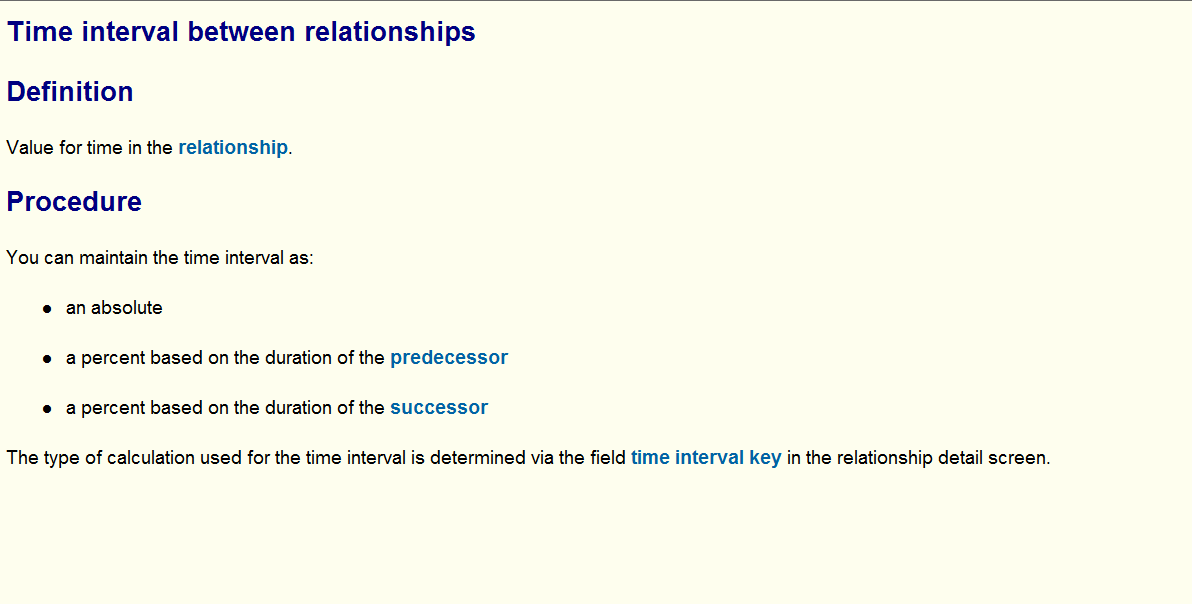 Time interval between relationships
Definition
Value for time in the relationship.
Procedure
You can maintain the time interval as:
● an absolute
● a percent based on the duration of the predecessor
● a percent based on the duration of the successor
The type of calculation used for the time interval is determined via the field time interval key in the relationship detail screen.